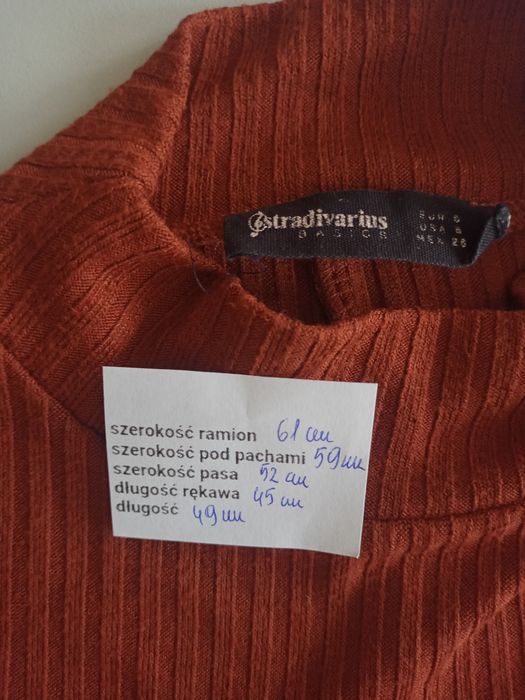 stradivarius
BASICS
EUR S
USA S
MEX 26
szerokość ramion 61 cm
szerokość pod pachami 59 cm
szerokość pasa 52 cm
długość rękawa 45 cm
długość 49 cm